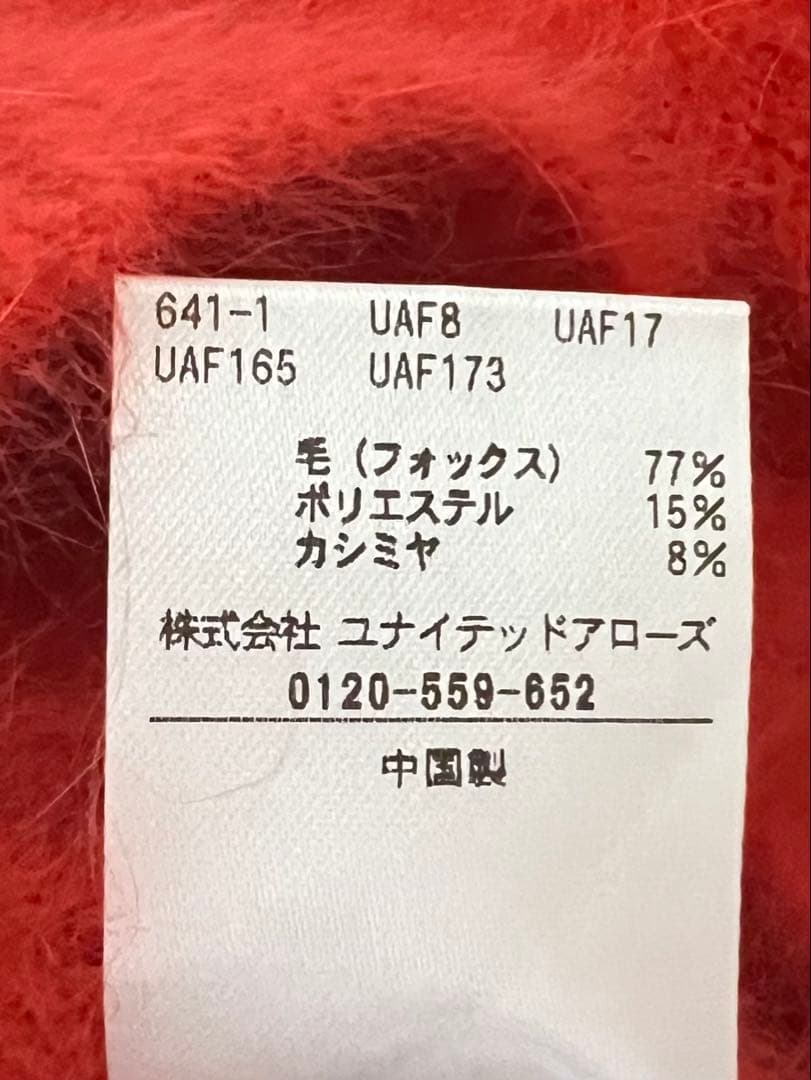 641-1 UAF8 UAF17
UAF165 UAF173
毛(フォックス) 77%
ポリエステル 15%
カシミヤ 8%
株式会社 ユナイテッドアローズ
0120-559-652
中国製